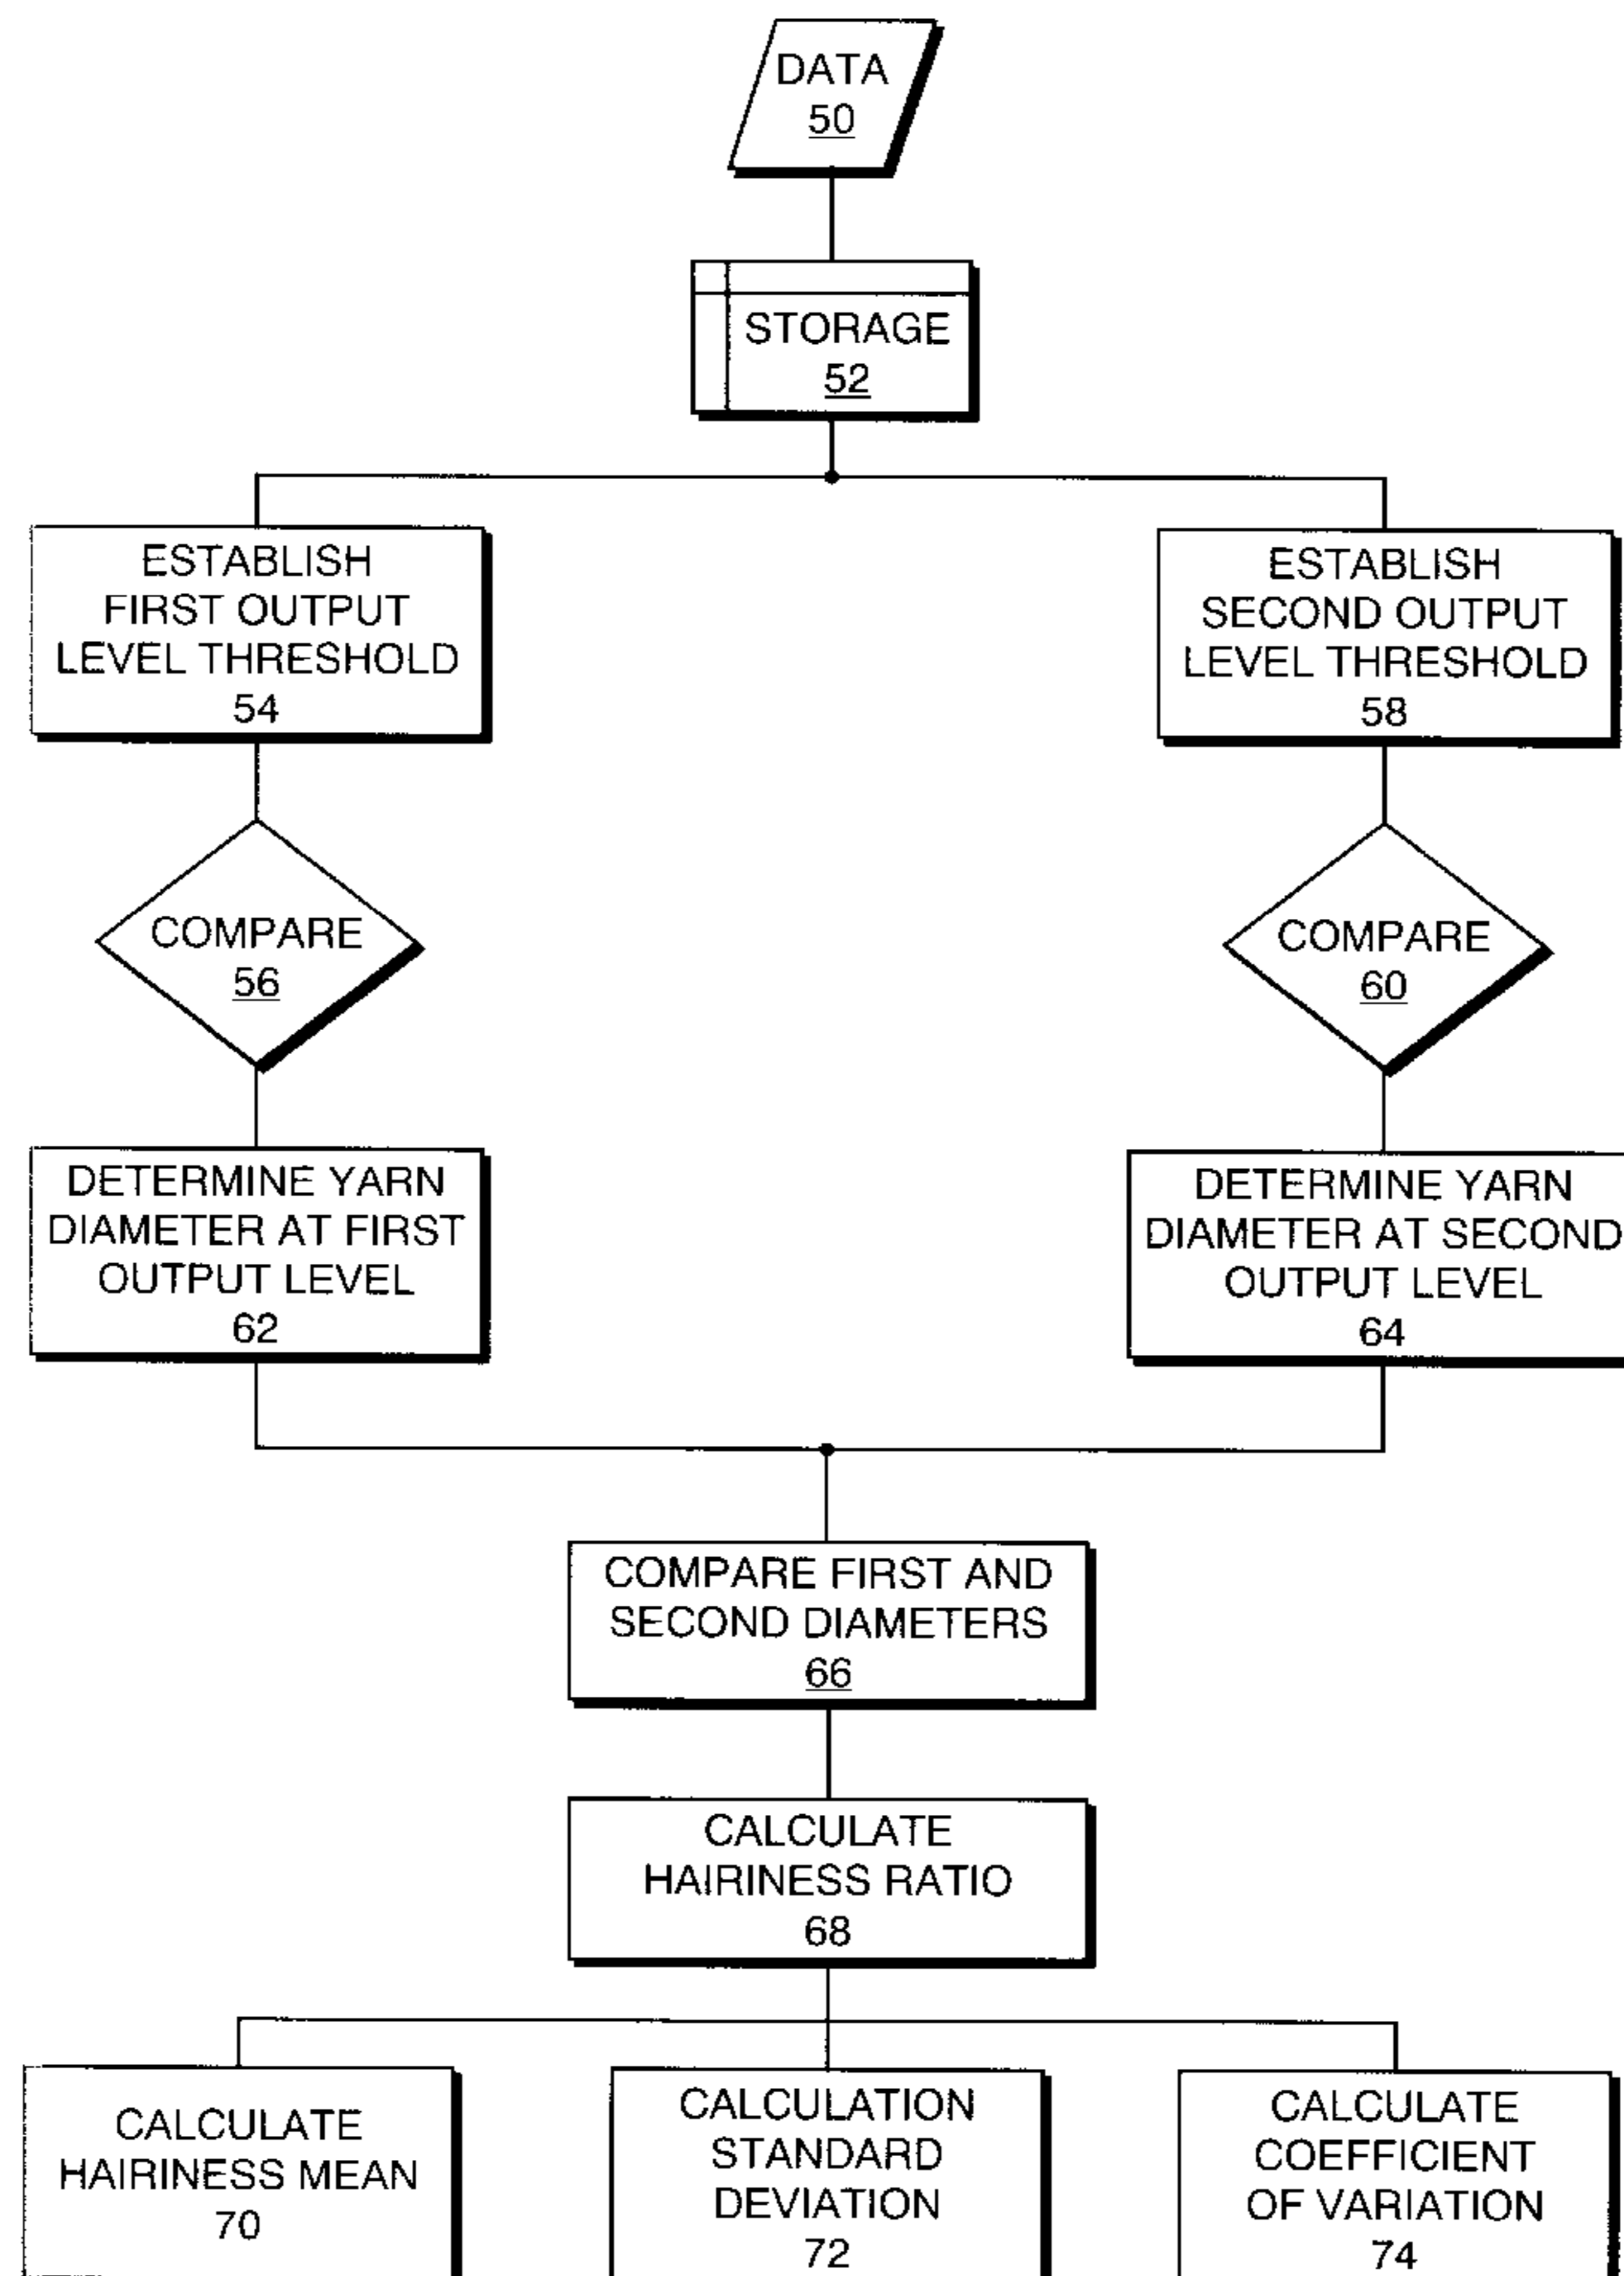 DATA
50
STORAGE
52
ESTABLISH
FIRST OUTPUT
LEVEL THRESHOLD
54
ESTABLISH
SECOND OUTPUT
LEVEL THRESHOLD
58
COMPARE
56
COMPARE
60
DETERMINE YARN
DIAMETER AT FIRST
OUTPUT LEVEL
62
DETERMINE YARN
DIAMETER AT SECOND
OUTPUT LEVEL
64
COMPARE FIRST AND
SECOND DIAMETERS
66
CALCULATE
HAIRINESS RATIO
68
CALCULATE
HAIRINESS MEAN
70
CALCULATION
STANDARD
DEVIATION
72
CALCULATE
COEFFICIENT
OF VARIATION
74